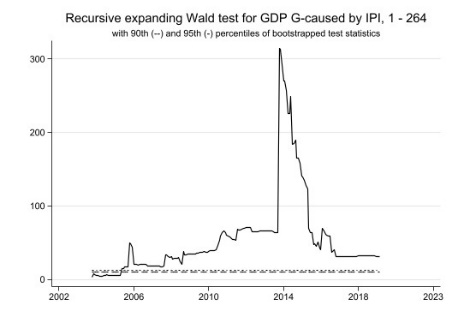 Recursive expanding Wald test for GDP G-caused by IPI, 1 - 264
with 90th (--) and 95th (-) percentiles of bootstrapped test statistics
300
200
100
0
2002 2006 2010 2014 2018 2023